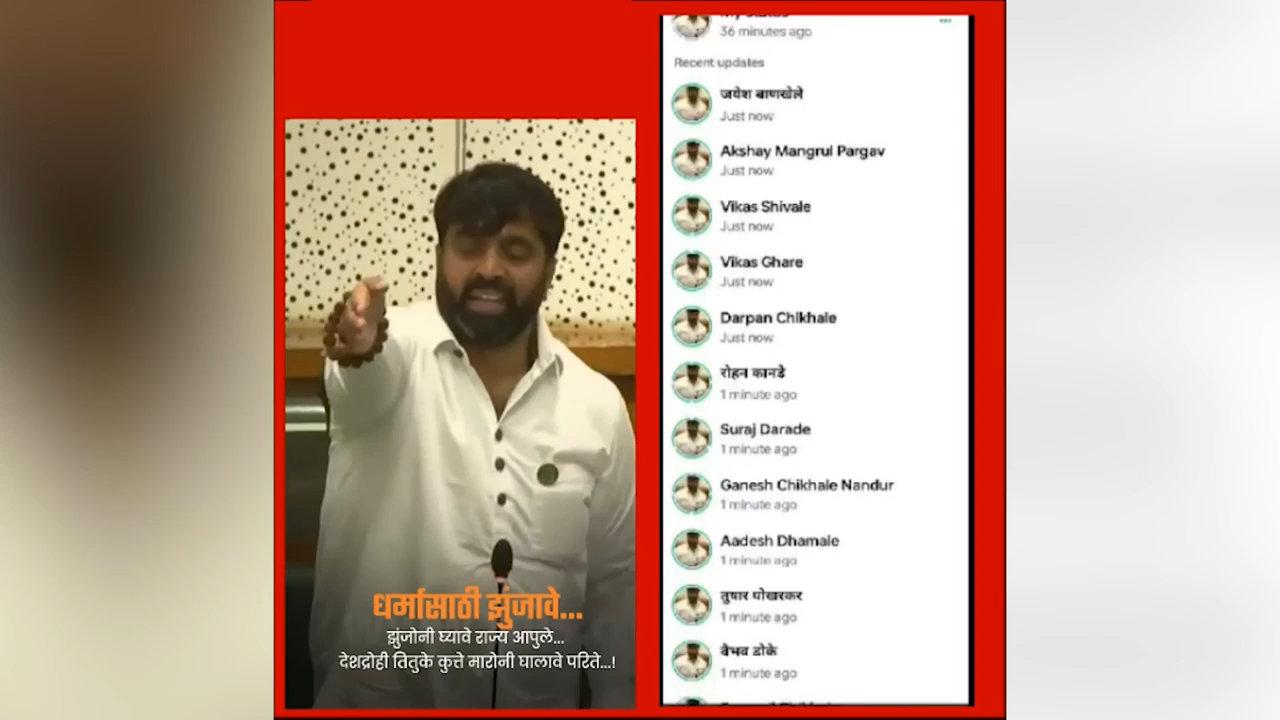 धर्मासाठी झुंजावे...
झुंजोनी घ्यावे राज्य आपुले...
देशद्रोही तितुके कुत्ते मारोनी घालावे परिते...!
36 minutes ago
Recent updates
जयेश बाणखेले
Just now
Akshay Mangrul Pargav
Just now
Vikas Shivale
Just now
Vikas Ghare
Just now
Darpan Chikhale
Just now
रोहन कानडे
1 minute ago
Suraj Darade
1 minute ago
Ganesh Chikhale Nandur
1 minute ago
Aadesh Dhamale
1 minute ago
तुषार पोखरकर
1 minute ago
वैभव डोके
1 minute ago